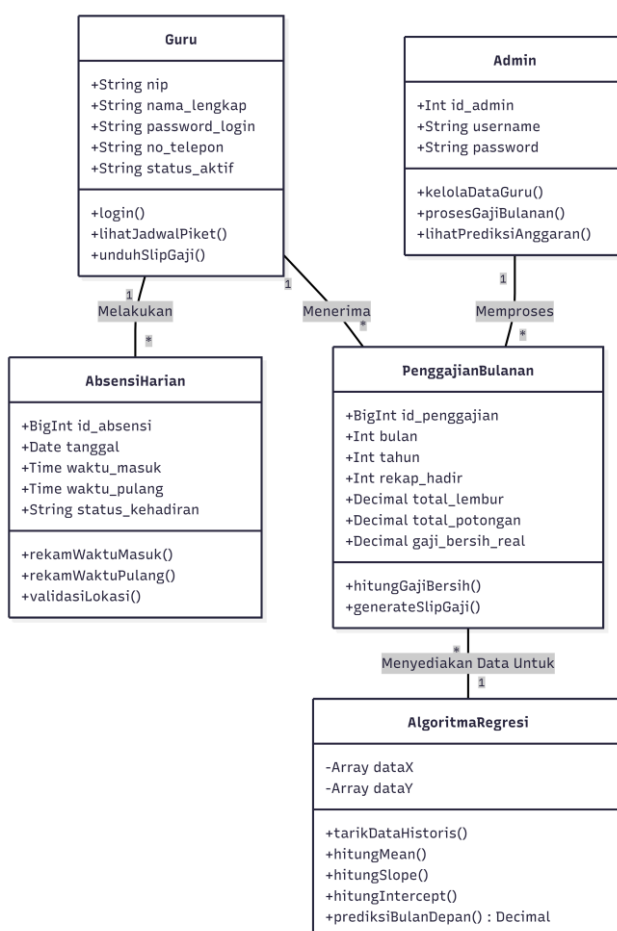 Guru
+String nip
+String nama_lengkap
+String password_login
+String no_telepon
+String status_aktif
+login()
+lihatJadwalPiket()
+unduhSlipGaji()
Admin
+Int id_admin
+String username
+String password
+kelolaDataGuru()
+prosesGajiBulanan()
+lihatPrediksiAnggaran()
1
Melakukan
*
1
Menerima
*
1
Memproses
*
AbsensiHarian
+BigInt id_absensi
+Date tanggal
+Time waktu_masuk
+Time waktu_pulang
+String status_kehadiran
+rekamWaktuMasuk()
+rekamWaktuPulang()
+validasiLokasi()
PenggajianBulanan
+BigInt id_penggajian
+Int bulan
+Int tahun
+Int rekap_hadir
+Decimal total_lembur
+Decimal total_potongan
+Decimal gaji_bersih_real
+hitungGajiBersih()
+generateSlipGaji()
*
Menyediakan Data Untuk
1
AlgoritmaRegresi
-Array dataX
-Array dataY
+tarikDataHistoris()
+hitungMean()
+hitungSlope()
+hitungIntercept()
+prediksiBulanDepan() : Decimal